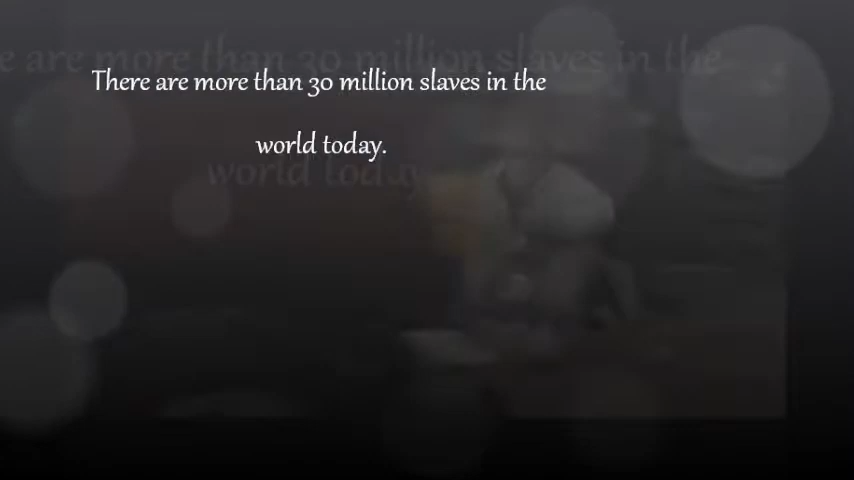 There are more than 30 million slaves in the
world today.